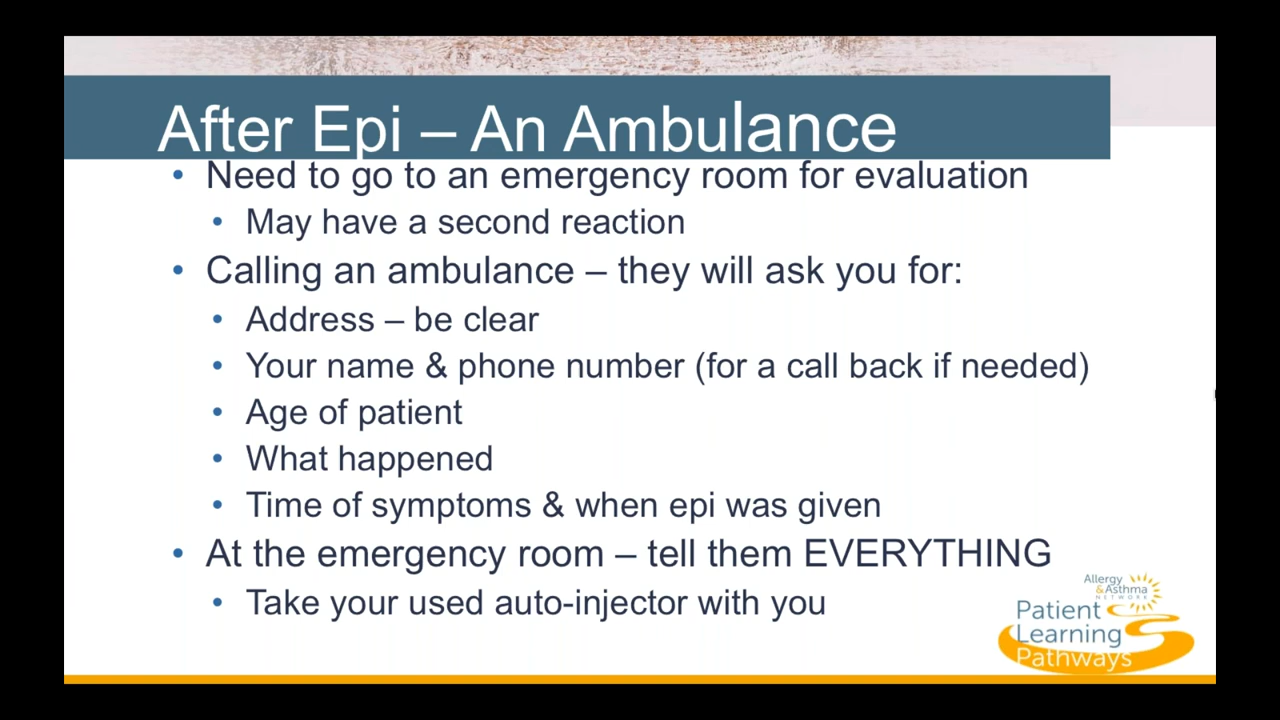 After Epi – An Ambulance
• Need to go to an emergency room for evaluation
• May have a second reaction
• Calling an ambulance – they will ask you for:
• Address – be clear
• Your name & phone number (for a call back if needed)
• Age of patient
• What happened
• Time of symptoms & when epi was given
• At the emergency room – tell them EVERYTHING
• Take your used auto-injector with you
Allergy
&Asthma
NETWORK
Patient
Learning
Pathways